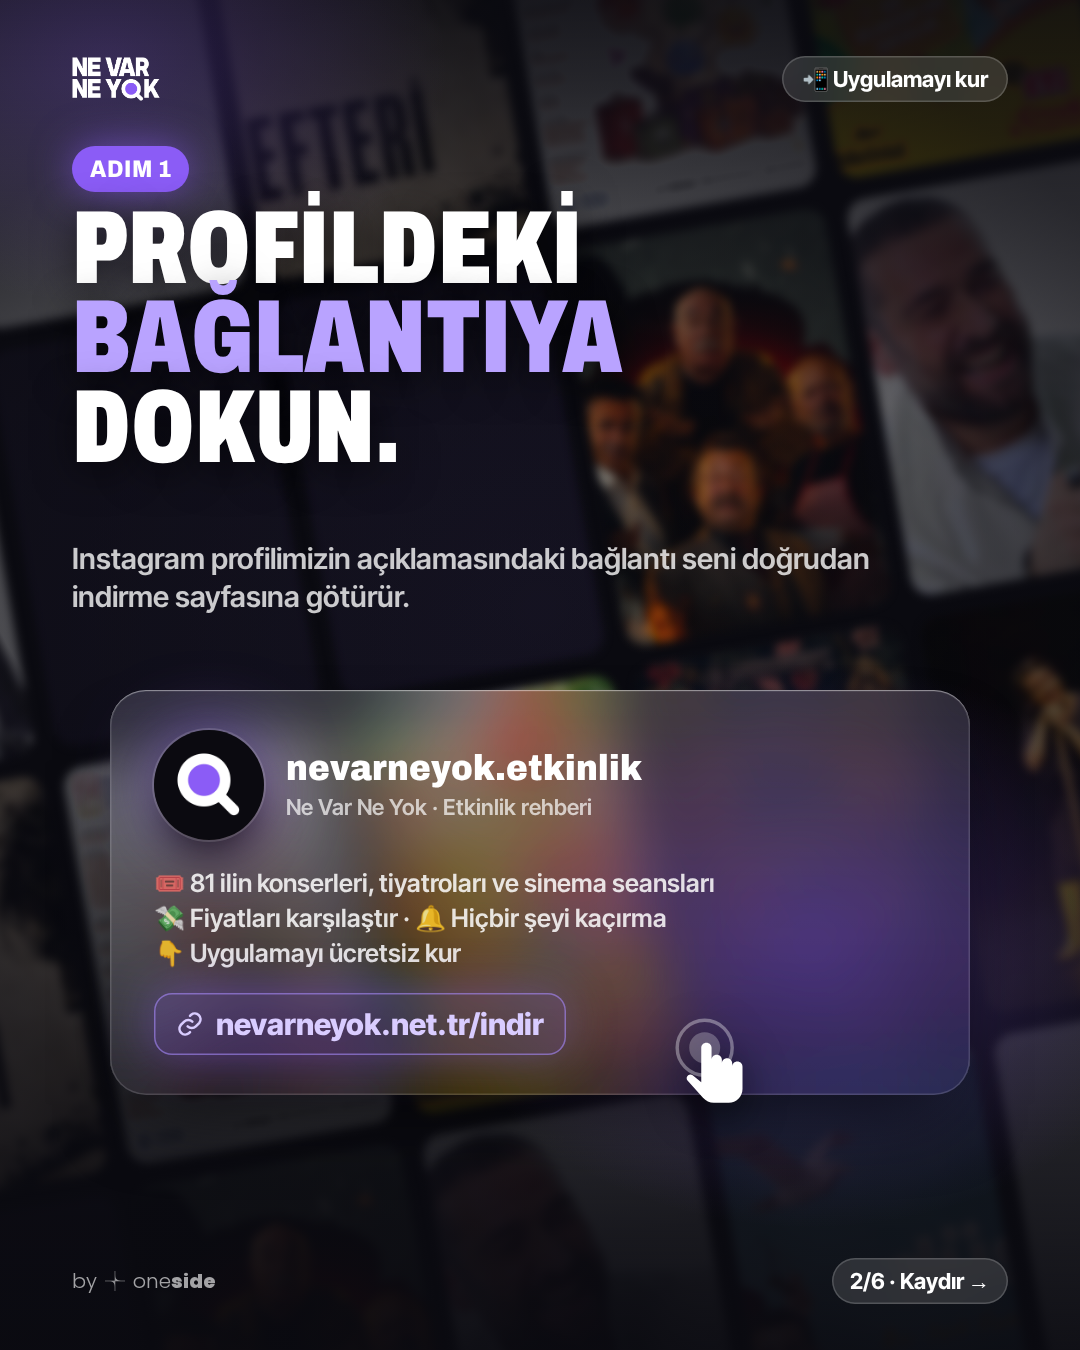 NE VAR
NE YOK
📲 Uygulamayı kur
ADIM 1
PROFİLDEKİ
BAĞLANTIYA
DOKUN.
Instagram profilimizin açıklamasındaki bağlantı seni doğrudan
indirme sayfasına götürür.
nevarneyok.etkinlik
Ne Var Ne Yok · Etkinlik rehberi
🎟️ 81 ilin konserleri, tiyatroları ve sinema seansları
💸 Fiyatları karşılaştır · 🔔 Hiçbir şeyi kaçırma
👇 Uygulamayı ücretsiz kur
nevarneyok.net.tr/indir
by oneside
2/6 · Kaydır →